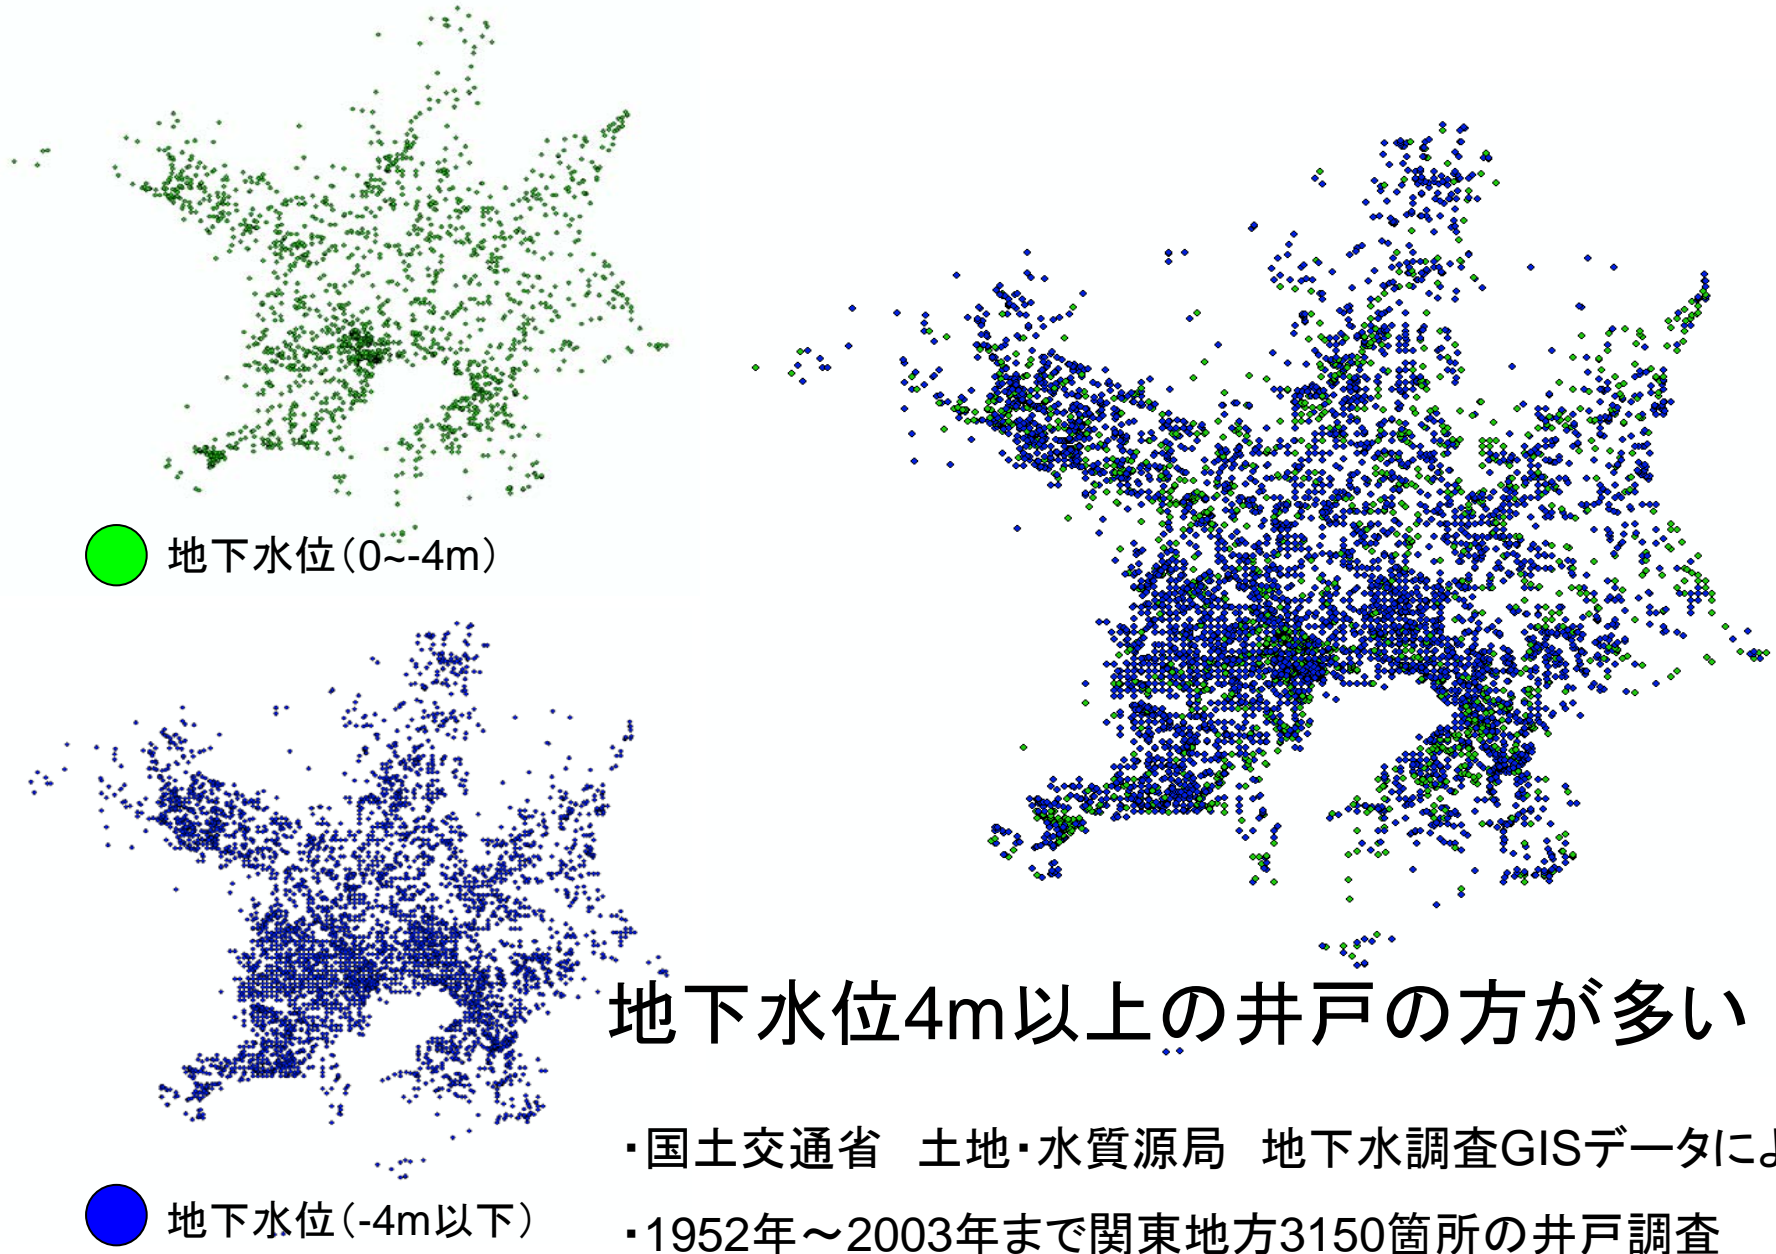 地下水位(0~-4m)
地下水位4m以上の井戸の方が多い
・国土交通省　土地・水質源局　地下水調査GISデータによ
地下水位(-4m以下)
・1952年～2003年まで関東地方3150箇所の井戸調査